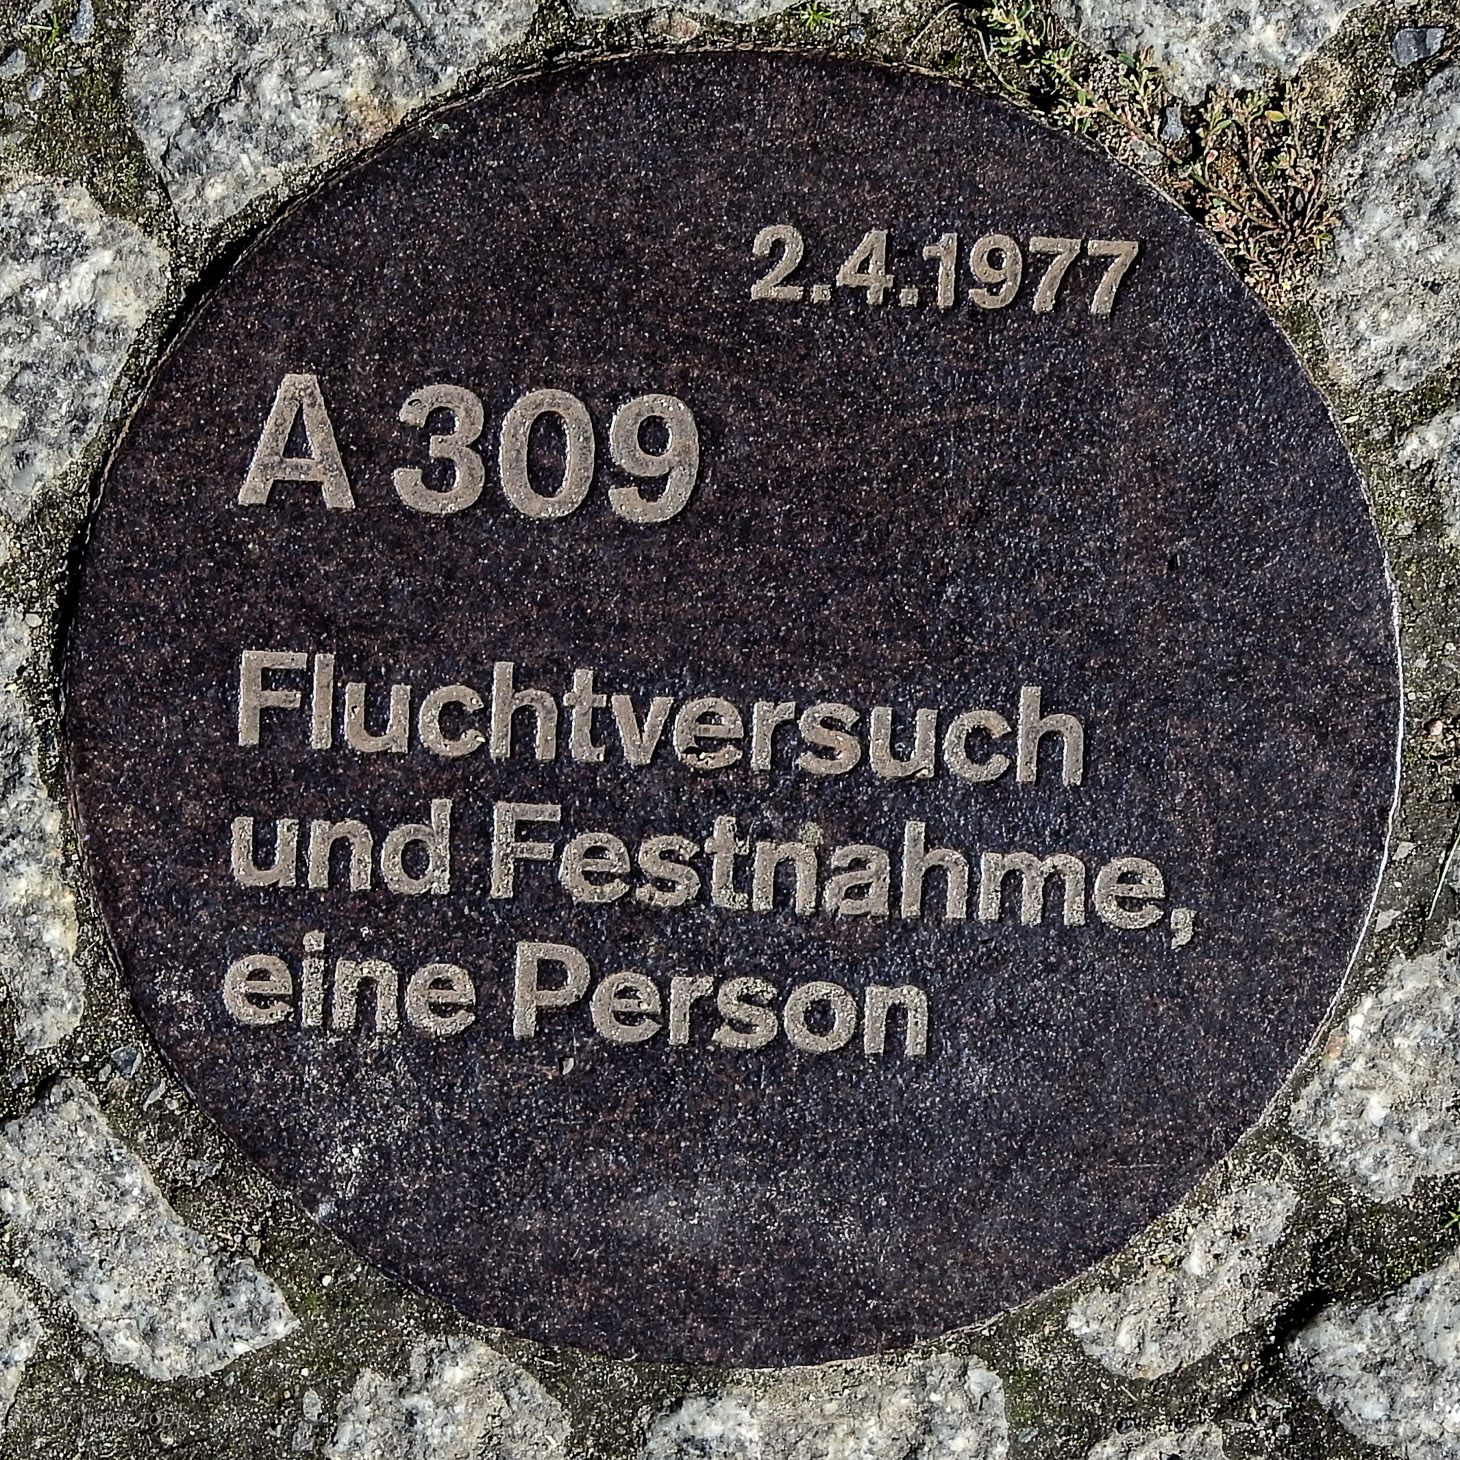 2.4.1977
A 309
Fluchtversuch
und Festnahme,
eine Person